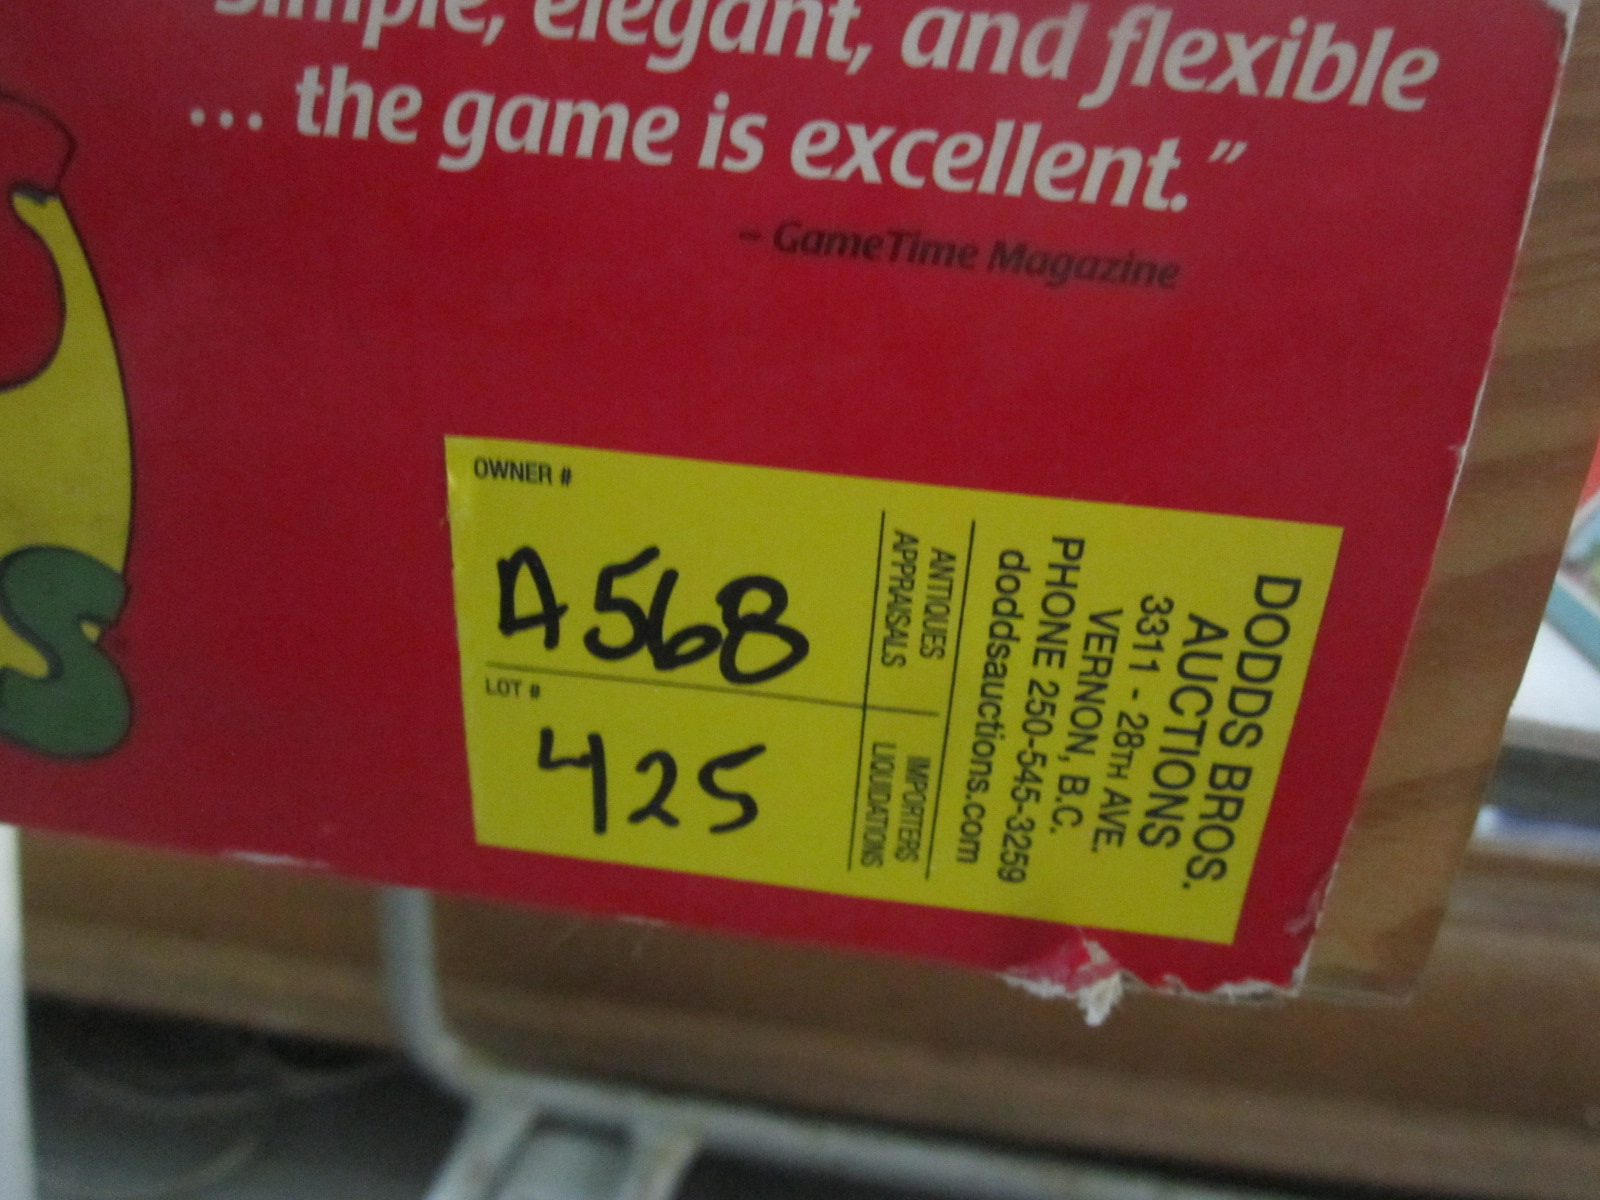 simple, elegant, and flexible
... the game is excellent."
– GameTime Magazine
OWNER #
A568
LOT #
425
DODDS BROS.
AUCTIONS
3311 - 28TH AVE.
VERNON, B.C.
PHONE 250-545-3259
doddsauctions.com
ANTIQUES
APPRAISALS
IMPORTERS
LIQUIDATIONS